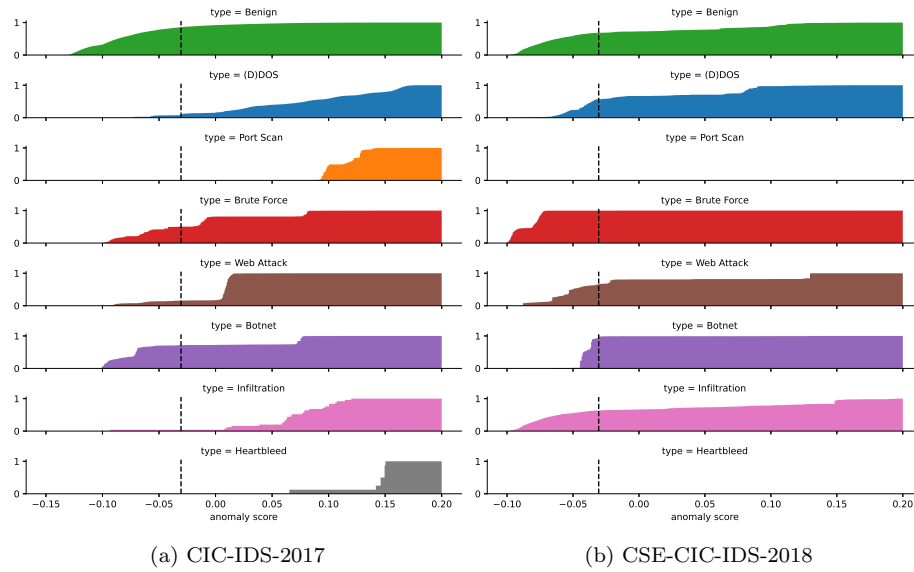 type = Benign
type = Benign
1
0
1
0
type = (D)DOS
type = (D)DOS
1
0
1
0
type = Port Scan
type = Port Scan
1
0
1
0
type = Brute Force
type = Brute Force
1
0
1
0
type = Web Attack
type = Web Attack
1
0
1
0
type = Botnet
type = Botnet
1
0
1
0
type = Infiltration
type = Infiltration
1
0
1
0
type = Heartbleed
type = Heartbleed
1
0
1
0
−0.15 −0.10 −0.05 0.00 0.05 0.10 0.15 0.20
−0.10 −0.05 0.00 0.05 0.10 0.15 0.20
anomaly score
anomaly score
(a) CIC-IDS-2017
(b) CSE-CIC-IDS-2018